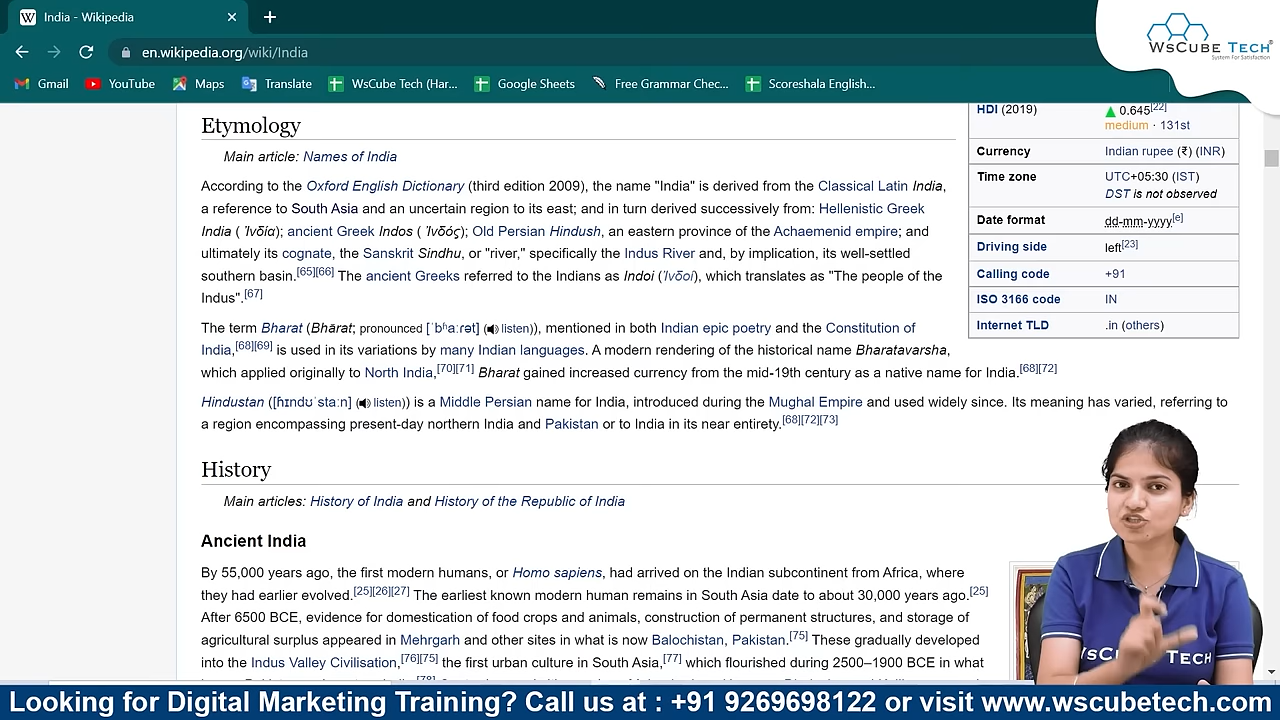 India - Wikipedia
en.wikipedia.org/wiki/India
WsCube Tech®
System For Satisfaction
Gmail YouTube Maps Translate WsCube Tech (Har... Google Sheets Free Grammar Chec... Scoreshala English...
Etymology
Main article: Names of India
According to the Oxford English Dictionary (third edition 2009), the name "India" is derived from the Classical Latin India,
a reference to South Asia and an uncertain region to its east; and in turn derived successively from: Hellenistic Greek
India ( Ἰνδία); ancient Greek Indos ( Ἰνδός); Old Persian Hindush, an eastern province of the Achaemenid empire; and
ultimately its cognate, the Sanskrit Sindhu, or "river," specifically the Indus River and, by implication, its well-settled
southern basin.[65][66] The ancient Greeks referred to the Indians as Indoi (Ἰνδοί), which translates as "The people of the
Indus".[67]
HDI (2019) ▲ 0.645[22]
medium · 131st
Currency Indian rupee (₹) (INR)
Time zone UTC+05:30 (IST)
DST is not observed
Date format dd-mm-yyyy[e]
Driving side left[23]
Calling code +91
ISO 3166 code IN
Internet TLD .in (others)
The term Bharat (Bhārat; pronounced [ˈbʱaːɾət] (listen)), mentioned in both Indian epic poetry and the Constitution of
India,[68][69] is used in its variations by many Indian languages. A modern rendering of the historical name Bharatavarsha,
which applied originally to North India,[70][71] Bharat gained increased currency from the mid-19th century as a native name for India.[68][72]
Hindustan ([ɦɪndʊˈstaːn] (listen)) is a Middle Persian name for India, introduced during the Mughal Empire and used widely since. Its meaning has varied, referring to
a region encompassing present-day northern India and Pakistan or to India in its near entirety.[68][72][73]
History
Main articles: History of India and History of the Republic of India
Ancient India
By 55,000 years ago, the first modern humans, or Homo sapiens, had arrived on the Indian subcontinent from Africa, where
they had earlier evolved.[25][26][27] The earliest known modern human remains in South Asia date to about 30,000 years ago.[25]
After 6500 BCE, evidence for domestication of food crops and animals, construction of permanent structures, and storage of
agricultural surplus appeared in Mehrgarh and other sites in what is now Balochistan, Pakistan.[75] These gradually developed
into the Indus Valley Civilisation,[76][75] the first urban culture in South Asia,[77] which flourished during 2500–1900 BCE in what
Tech
Looking for Digital Marketing Training? Call us at : +91 9269698122 or visit www.wscubetech.com